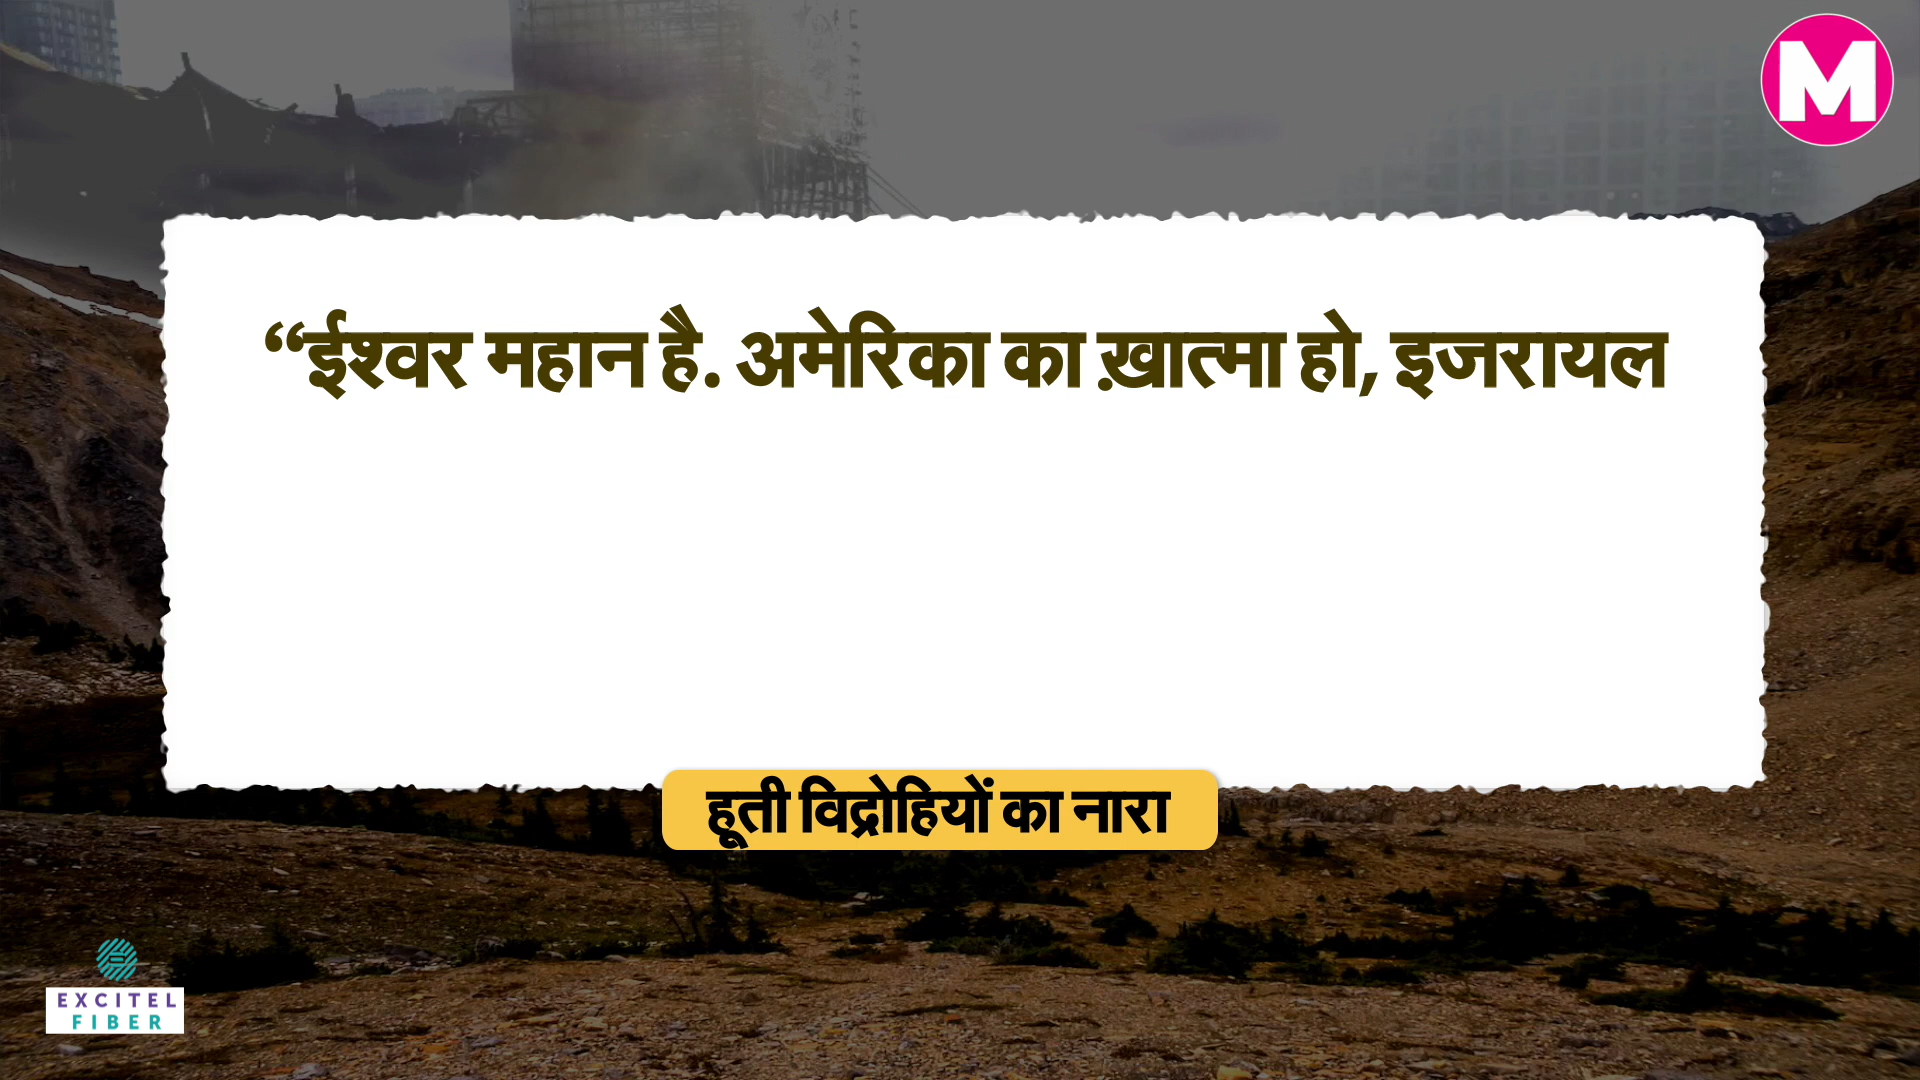 M
“ईश्वर महान है. अमेरिका का ख़ात्मा हो, इजरायल
हूती विद्रोहियों का नारा
EXCITEL
FIBER